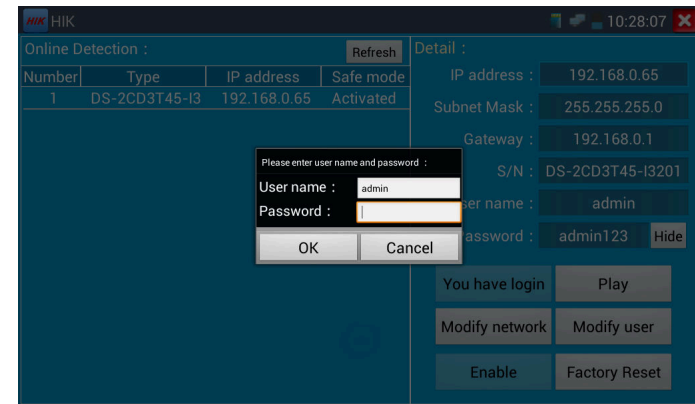 HIK HIK 10:28:07
Online Detection : Refresh
Number Type IP address Safe mode
1 DS-2CD3T45-I3 192.168.0.65 Activated
Detail :
IP address : 192.168.0.65
Subnet Mask : 255.255.255.0
Gateway : 192.168.0.1
S/N : DS-2CD3T45-I3201
ser name : admin
assword : admin123 Hide
Please enter user name and password :
User name : admin
Password :
OK Cancel
You have login Play
Modify network Modify user
Enable Factory Reset